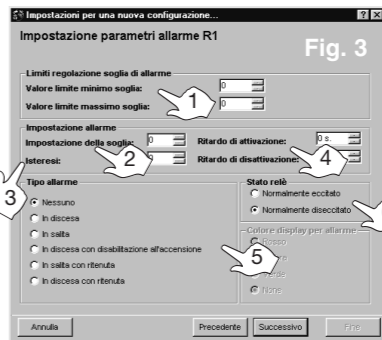 Impostazioni per una nuova configurazione...
Impostazione parametri allarme R1
Fig. 3
Limiti regolazione soglia di allarme
Valore limite minimo soglia: 0
Valore limite massimo soglia: 0
1
Impostazione allarme
Impostazione della soglia: 0
Ritardo di attivazione: 0 s.
Isteresi:
Ritardo di disattivazione:
2
4
3
Tipo allarme
Nessuno
In discesa
In salita
In discesa con disabilitazione all'accensione
In salita con ritenuta
In discesa con ritenuta
Stato relè
Normalmente eccitato
Normalmente diseccitato
Colore display per allarme
Rosso
Verde
None
5
Annulla
Precedente
Successivo
Fine